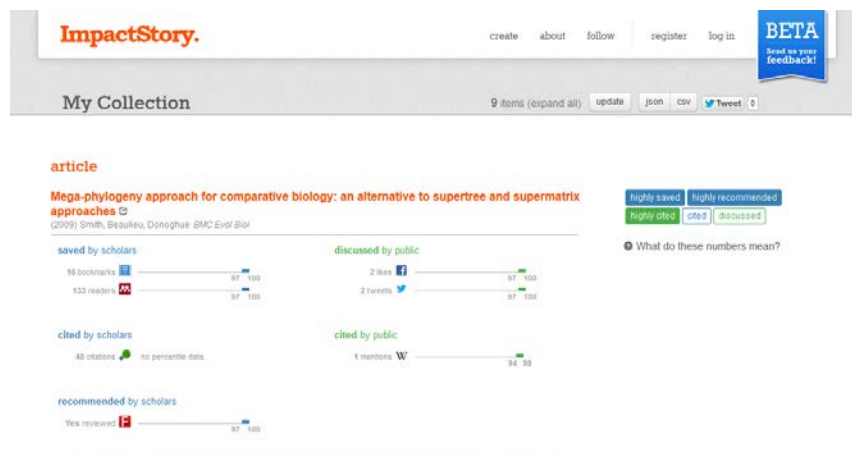 ImpactStory.
create about follow register log in
BETA
Send us your
feedback!
My Collection
9 items (expand all) update json csv Tweet 0
article
Mega-phylogeny approach for comparative biology: an alternative to supertree and supermatrix
approaches
(2009) Smith, Beaulieu, Donoghue BMC Evol Biol
highly saved highly recommended
highly cited cited discussed
What do these numbers mean?
saved by scholars discussed by public
16 bookmarks 97 100 2 likes 97 100
133 readers 97 100 2 tweets 97 100
cited by scholars cited by public
40 citations no percentile data. 1 mentions W 94 98
recommended by scholars
Yes reviewed F 97 100